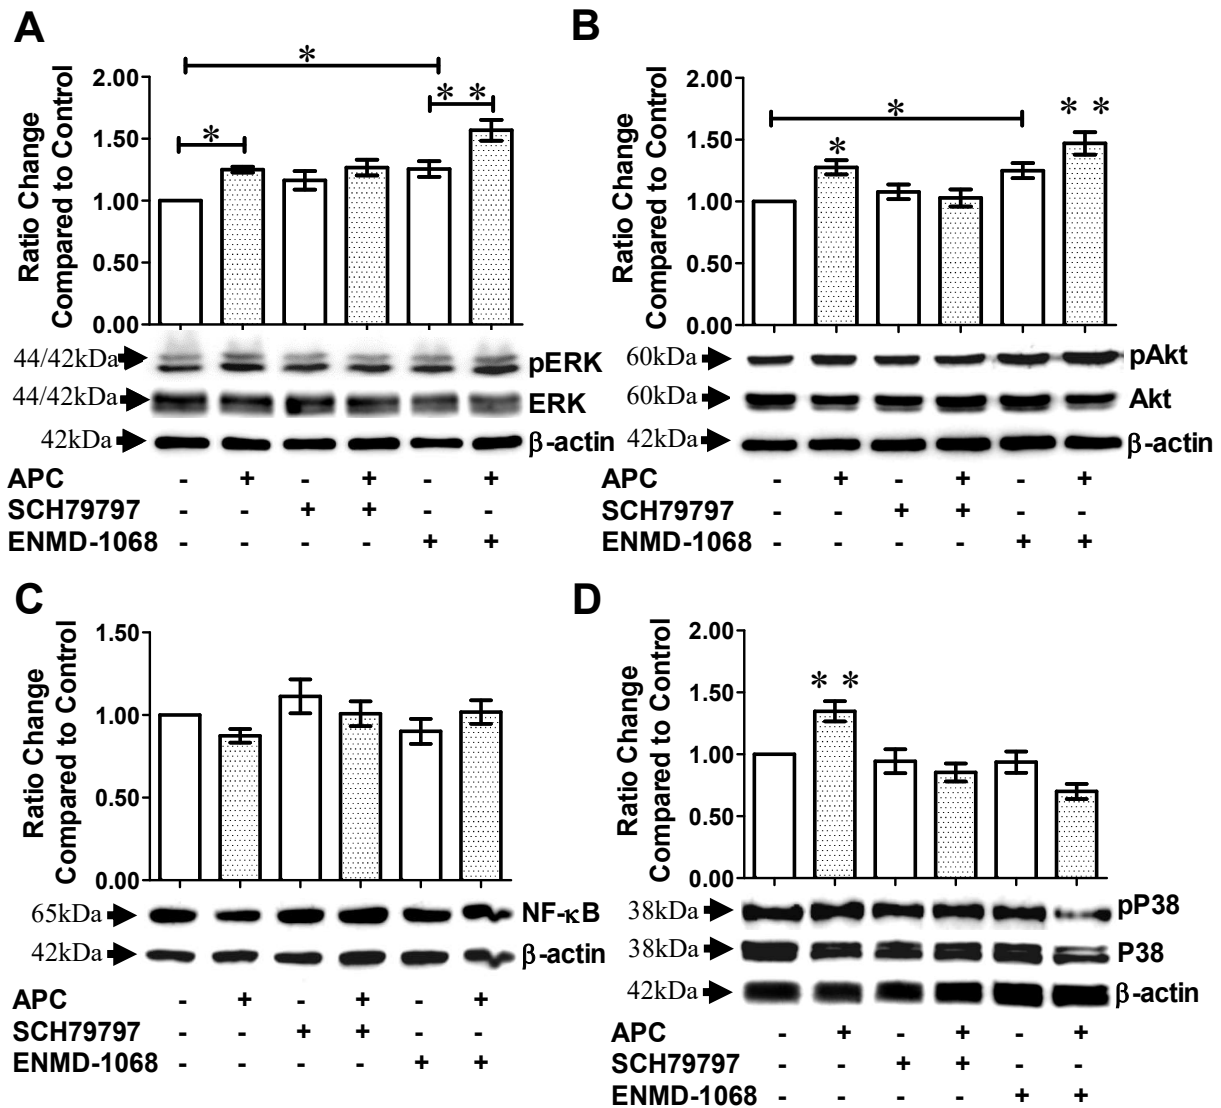 A
Ratio Change
Compared to Control
2.00
1.50
1.00
0.50
0.00
*
*
* *
44/42kDa pERK
44/42kDa ERK
42kDa β-actin
APC - + - + - +
SCH79797 - - + + - -
ENMD-1068 - - - - + +
B
Ratio Change
Compared to Control
2.00
1.50
1.00
0.50
0.00
*
*
* *
60kDa pAkt
60kDa Akt
42kDa β-actin
APC - + - + - +
SCH79797 - - + + - -
ENMD-1068 - - - - + +
C
Ratio Change
Compared to Control
1.50
1.00
0.50
0.00
65kDa NF-κB
42kDa β-actin
APC - + - + - +
SCH79797 - - + + - -
ENMD-1068 - - - - + +
D
Ratio Change
Compared to Control
2.00
1.50
1.00
0.50
0.00
* *
38kDa pP38
38kDa P38
42kDa β-actin
APC - + - + - +
SCH79797 - - + + - -
ENMD-1068 - - - - + +